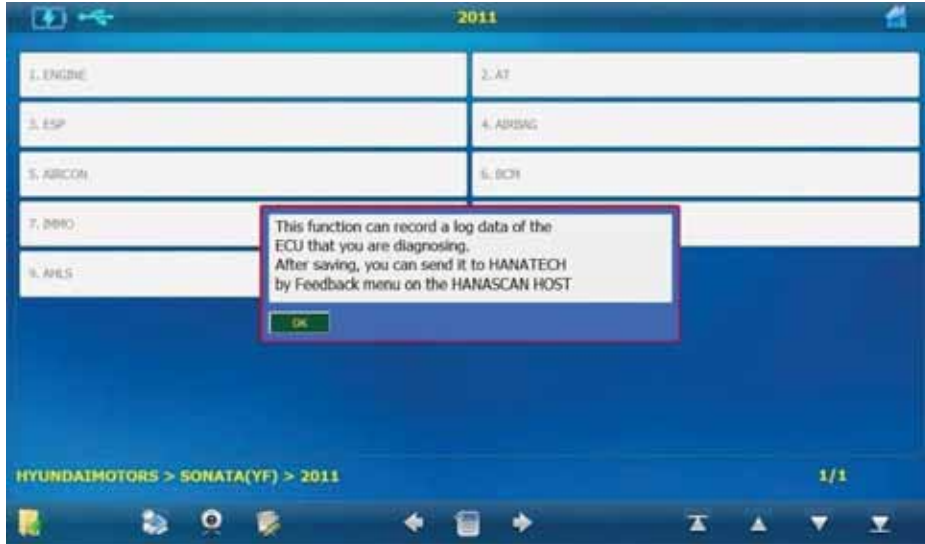 2011
1. ENGINE
2. AT
3. ESP
4. AIRBAG
5. AIRCON
6. BCM
7. IMMO
9. AHLS
This function can record a log data of the
ECU that you are diagnosing.
After saving, you can send it to HANATECH
by Feedback menu on the HANASCAN HOST
OK
HYUNDAIMOTORS > SONATA(YF) > 2011
1/1